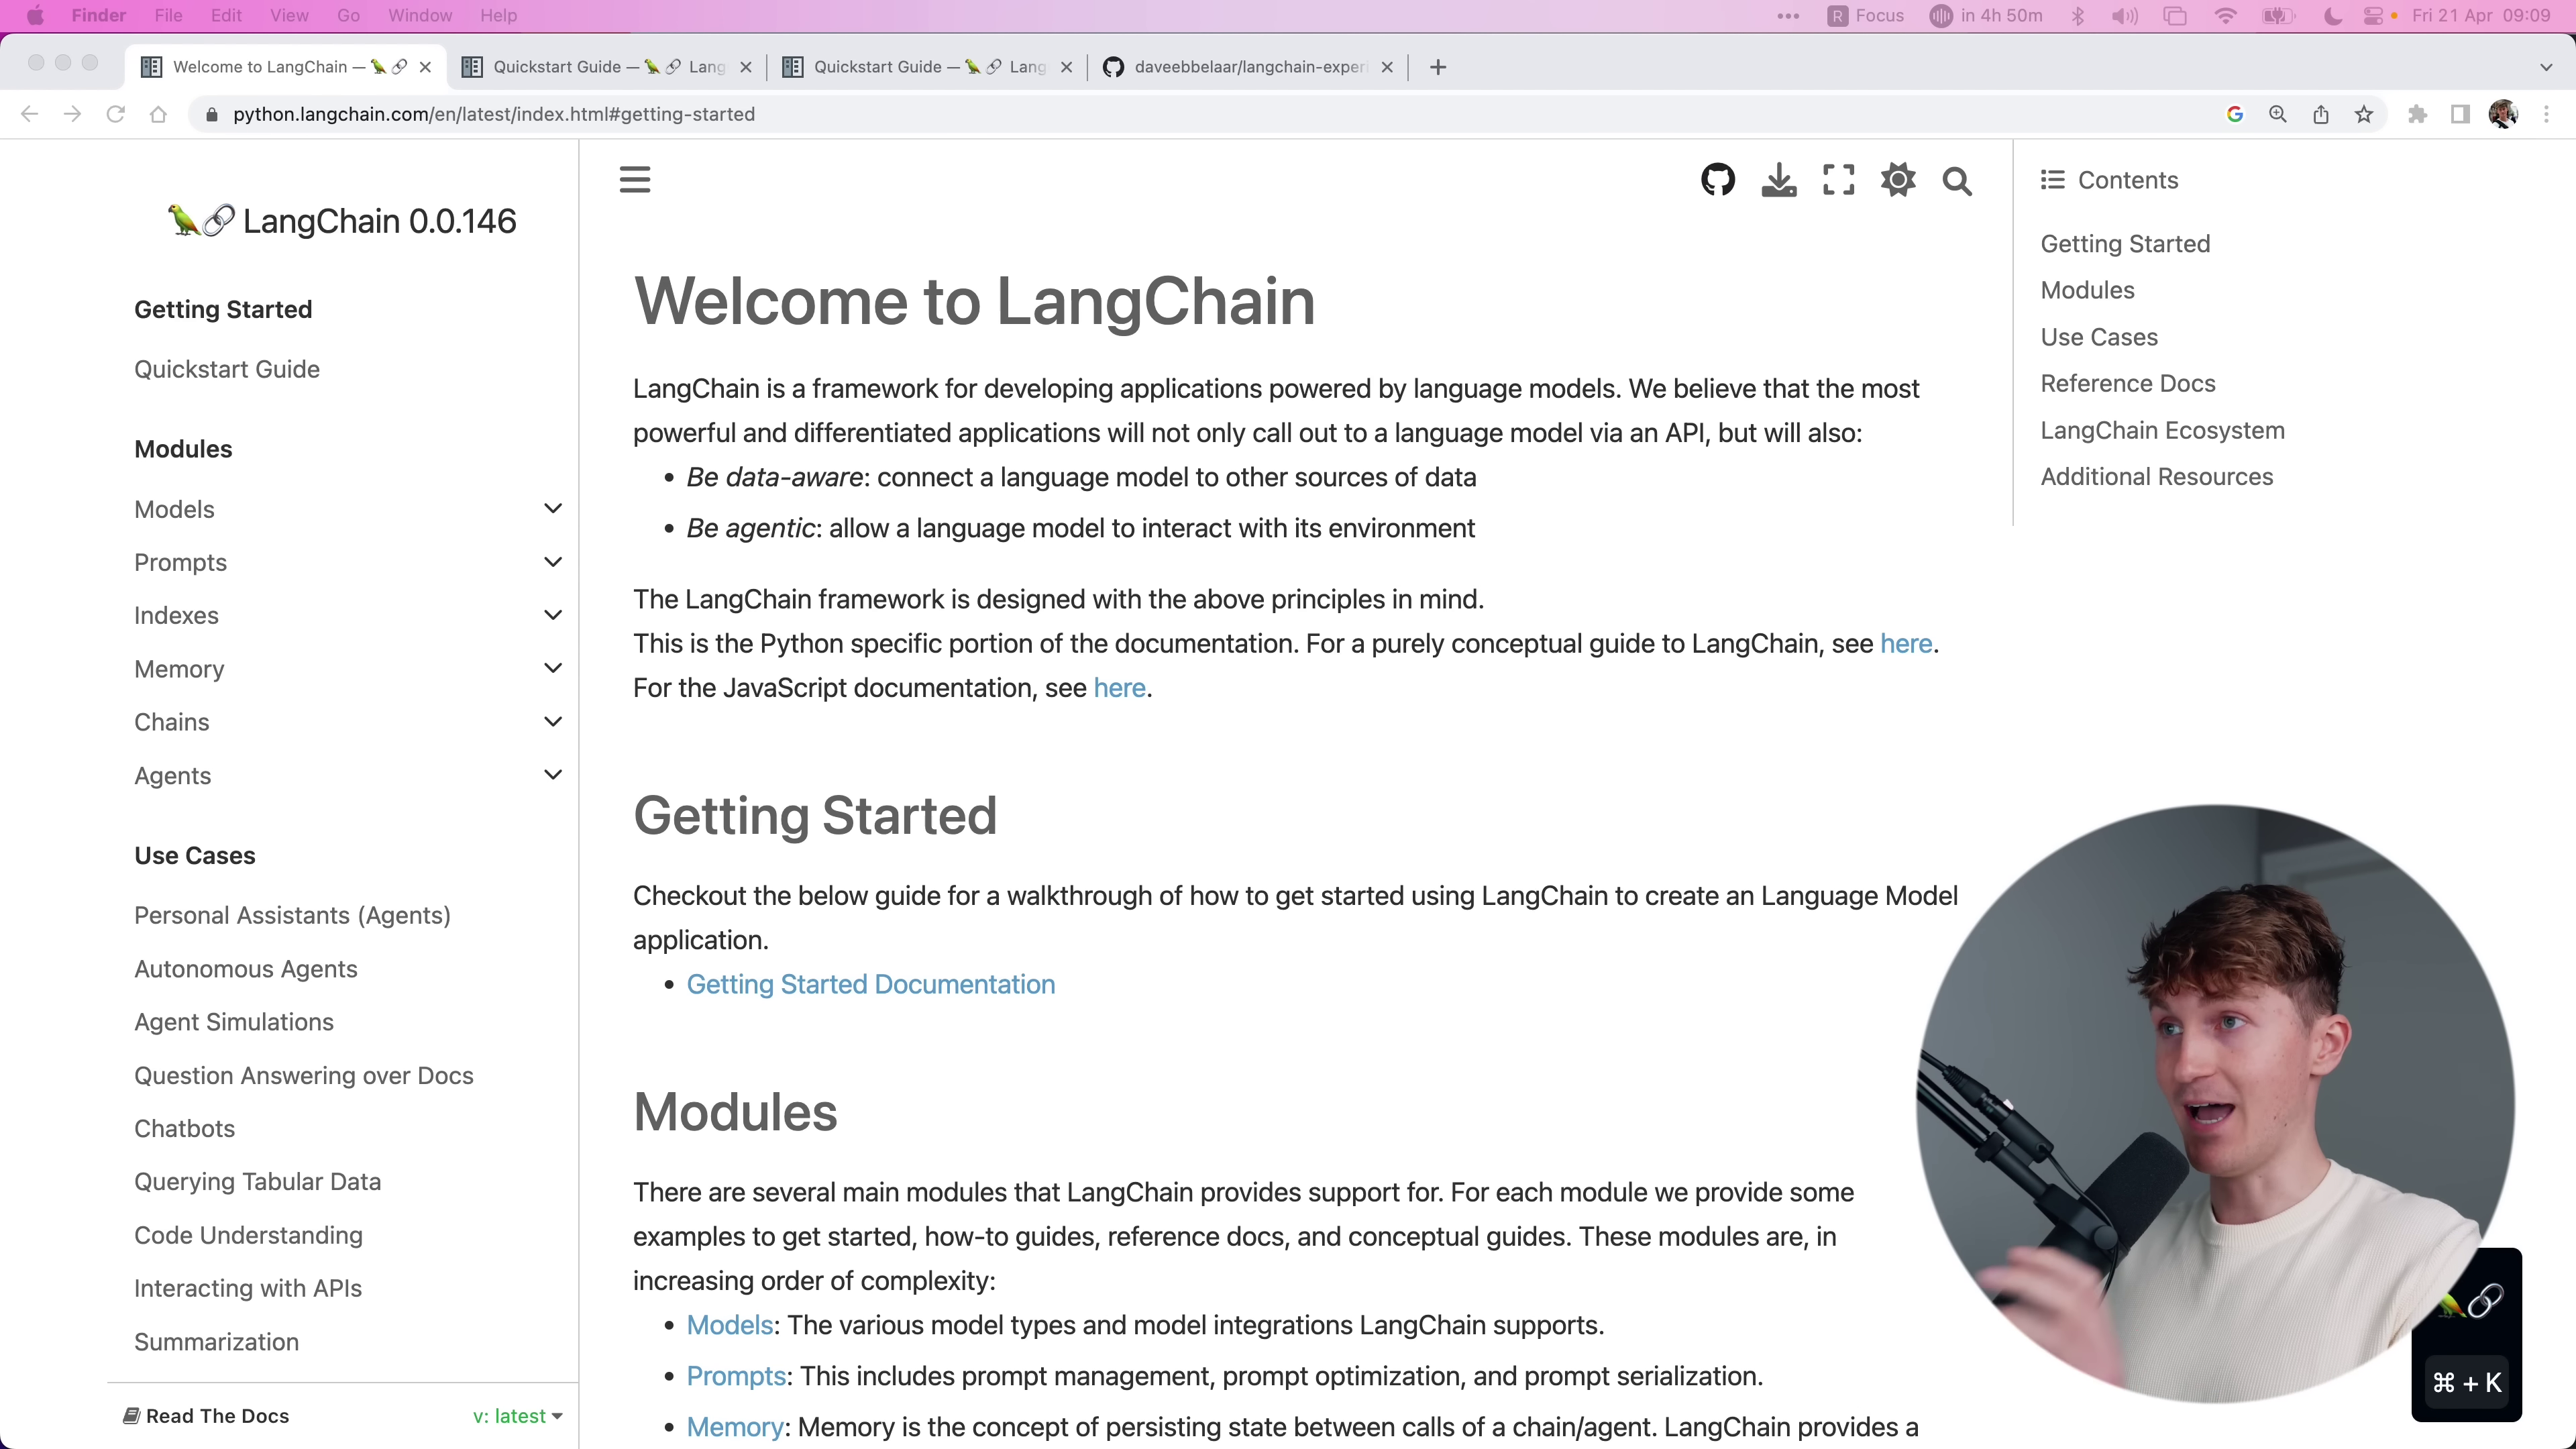 Finder File Edit View Go Window Help
R Focus in 4h 50m Fri 21 Apr 09:09
Welcome to LangChain — 🦜🔗
Quickstart Guide — 🦜🔗 Lang
Quickstart Guide — 🦜🔗 Lang
daveebbelaar/langchain-experi
python.langchain.com/en/latest/index.html#getting-started
🦜🔗 LangChain 0.0.146
Getting Started
Quickstart Guide
Modules
Models
Prompts
Indexes
Memory
Chains
Agents
Use Cases
Personal Assistants (Agents)
Autonomous Agents
Agent Simulations
Question Answering over Docs
Chatbots
Querying Tabular Data
Code Understanding
Interacting with APIs
Summarization
Read The Docs
v: latest
Welcome to LangChain
LangChain is a framework for developing applications powered by language models. We believe that the most
powerful and differentiated applications will not only call out to a language model via an API, but will also:
• Be data-aware: connect a language model to other sources of data
• Be agentic: allow a language model to interact with its environment
The LangChain framework is designed with the above principles in mind.
This is the Python specific portion of the documentation. For a purely conceptual guide to LangChain, see here.
For the JavaScript documentation, see here.
Getting Started
Checkout the below guide for a walkthrough of how to get started using LangChain to create an Language Model
application.
• Getting Started Documentation
Modules
There are several main modules that LangChain provides support for. For each module we provide some
examples to get started, how-to guides, reference docs, and conceptual guides. These modules are, in
increasing order of complexity:
• Models: The various model types and model integrations LangChain supports.
• Prompts: This includes prompt management, prompt optimization, and prompt serialization.
• Memory: Memory is the concept of persisting state between calls of a chain/agent. LangChain provides a
Contents
Getting Started
Modules
Use Cases
Reference Docs
LangChain Ecosystem
Additional Resources
⌘ + K